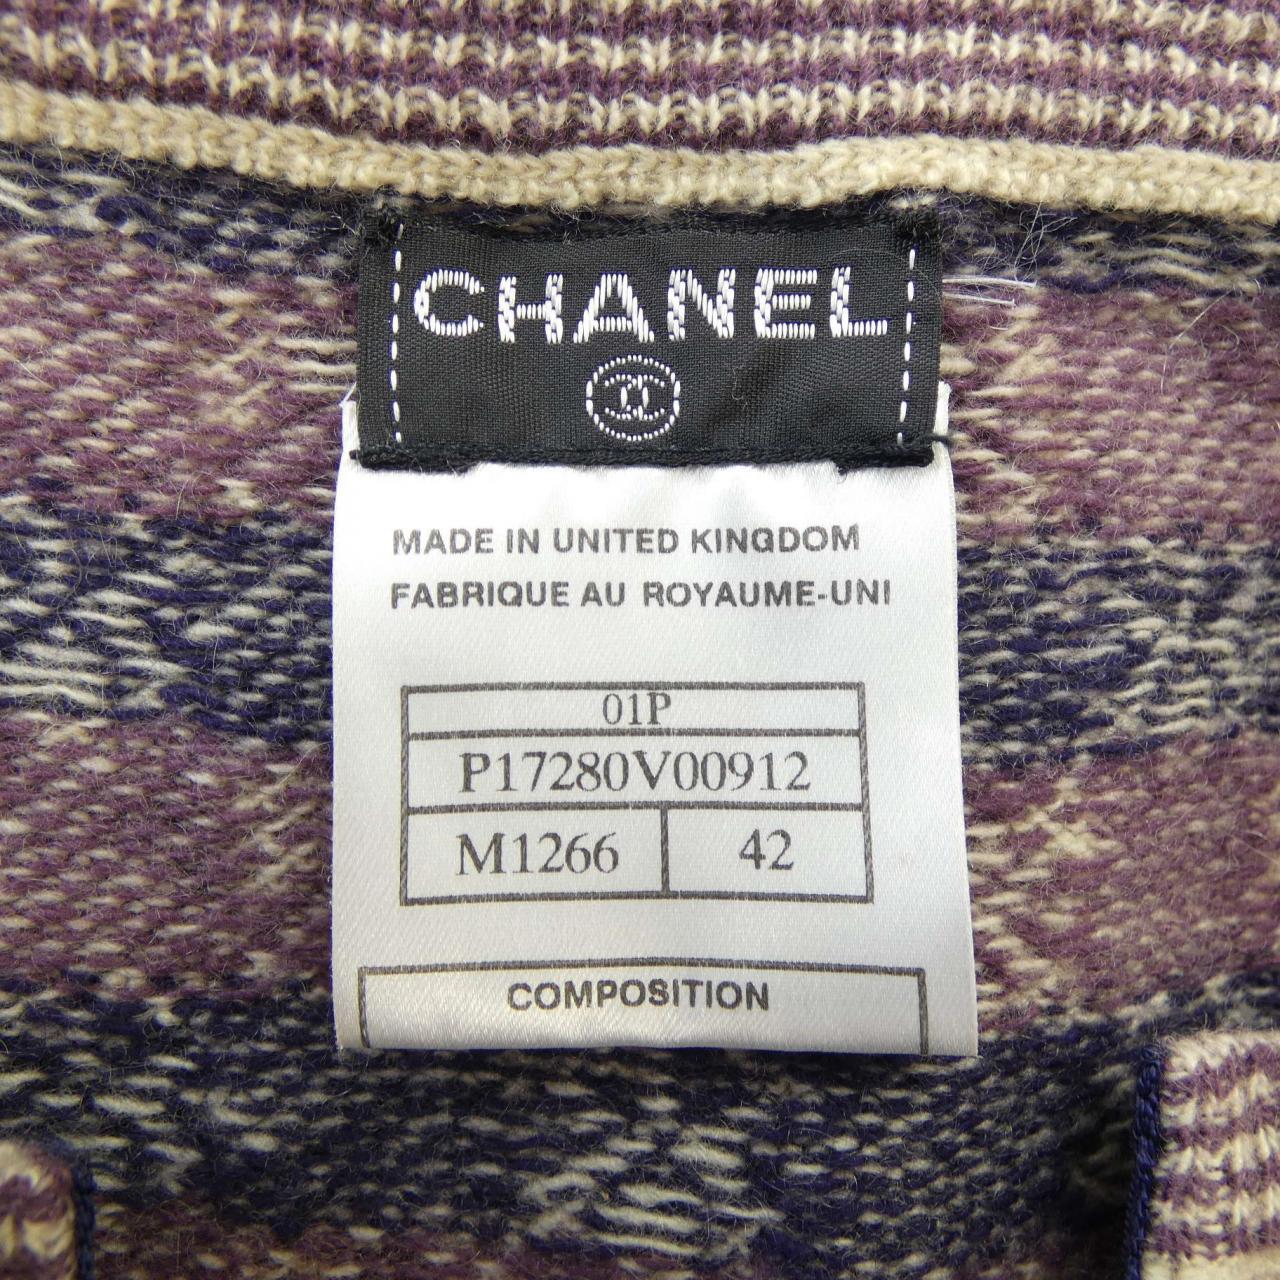 CHANEL
MADE IN UNITED KINGDOM
FABRIQUE AU ROYAUME-UNI
01P
P17280V00912
M1266 42
COMPOSITION